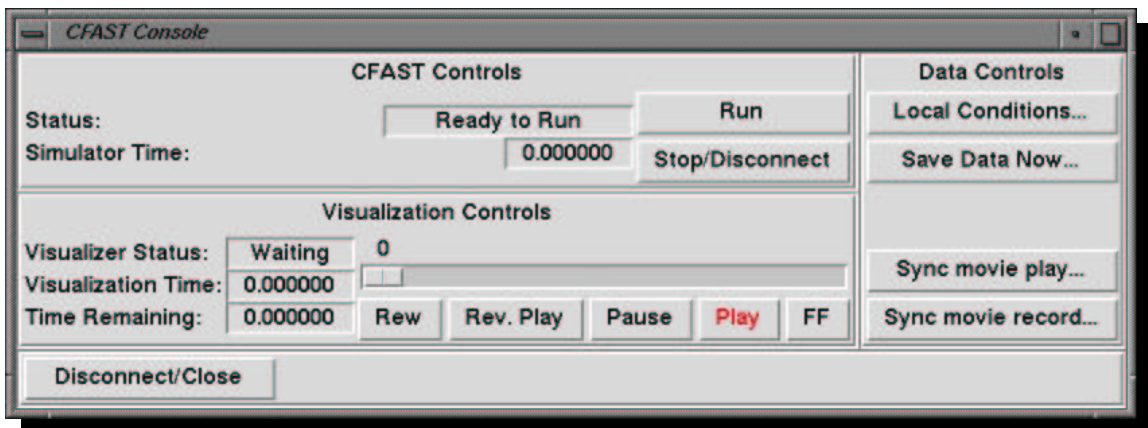 CFAST Console
CFAST Controls
Status:
Ready to Run
Run
Simulator Time:
0.000000
Stop/Disconnect
Data Controls
Local Conditions...
Save Data Now...
Sync movie play...
Sync movie record...
Visualization Controls
Visualizer Status:
Waiting
0
Visualization Time:
0.000000
Time Remaining:
0.000000
Rew
Rev. Play
Pause
Play
FF
Disconnect/Close